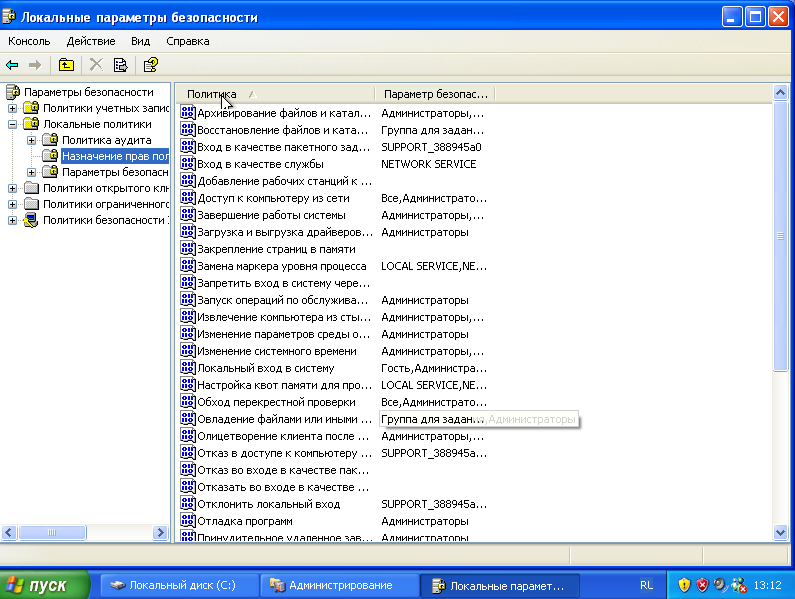 Локальные параметры безопасности
Консоль Действие Вид Справка
Параметры безопасности
Политики учетных запис
Локальные политики
Политика аудита
Назначение прав пол
Параметры безопасн
Политики открытого клю
Политики ограниченного
Политики безопасности
Политика Параметр безопас...
Архивирование файлов и катал... Администраторы,...
Восстановление файлов и ката... Группа для задан...
Вход в качестве пакетного зад... SUPPORT_388945a0
Вход в качестве службы NETWORK SERVICE
Добавление рабочих станций к ...
Доступ к компьютеру из сети Все,Администрато...
Завершение работы системы Администраторы,...
Загрузка и выгрузка драйверов... Администраторы
Закрепление страниц в памяти
Замена маркера уровня процесса LOCAL SERVICE,NE...
Запретить вход в систему чере...
Запуск операций по обслужива... Администраторы
Извлечение компьютера из сты... Администраторы,...
Изменение параметров среды о... Администраторы
Изменение системного времени Администраторы,...
Локальный вход в систему Гость,Администра...
Настройка квот памяти для про... LOCAL SERVICE,NE...
Обход перекрестной проверки Все,Администрато...
Овладение файлами или иными ... Группа для задания,Администраторы
Олицетворение клиента после ... Администраторы,...
Отказ в доступе к компьютеру ... SUPPORT_388945a...
Отказ во входе в качестве пак...
Отказать во входе в качестве ...
Отклонить локальный вход SUPPORT_388945a...
Отладка программ Администраторы
Принудительное удаленное зав... Администраторы
пуск Локальный диск (C:) Администрирование Локальные парамет... RL 13:12